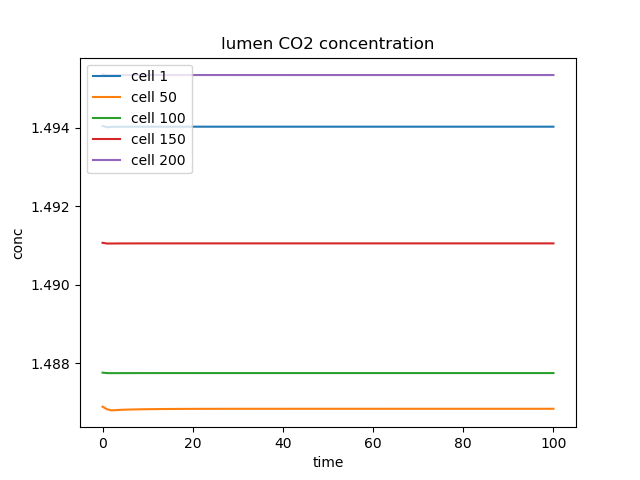 lumen CO2 concentration
cell 1
cell 50
cell 100
cell 150
cell 200
1.494
1.492
1.490
1.488
conc
0 20 40 60 80 100
time